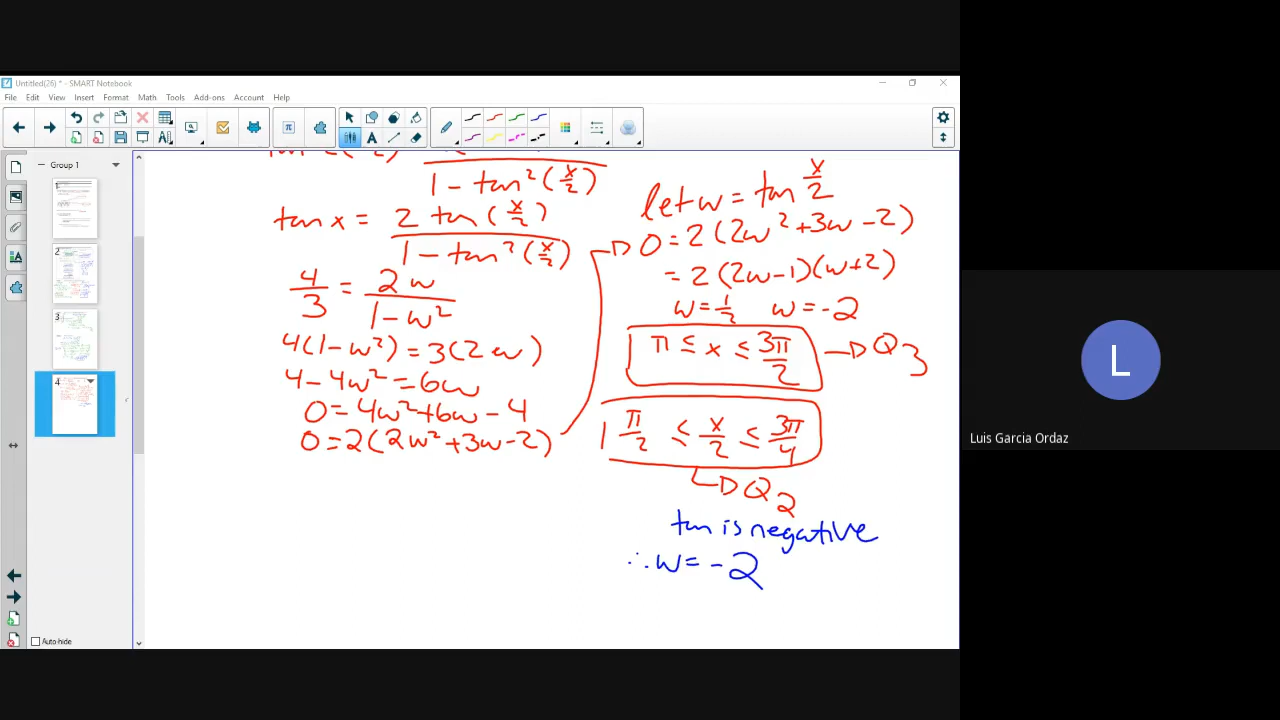 Untitled(26) * - SMART Notebook
File Edit View Insert Format Math Tools Add-ons Account Help
Group 1
1
2
3
4
Auto hide
1 - tan²(x/2)
tan x = 2 tan(x/2) / 1 - tan²(x/2)
4/3 = 2w / 1 - w²
4(1-w²) = 3(2w)
4 - 4w² = 6w
0 = 4w² + 6w - 4
0 = 2(2w² + 3w - 2)
let w = tan x/2
0 = 2(2w² + 3w - 2)
= 2(2w - 1)(w + 2)
w = 1/2 w = -2
π ≤ x ≤ 3π/2 → Q3
π/2 ≤ x/2 ≤ 3π/4
→ Q2
tan is negative
∴ w = -2
L
Luis Garcia Ordaz